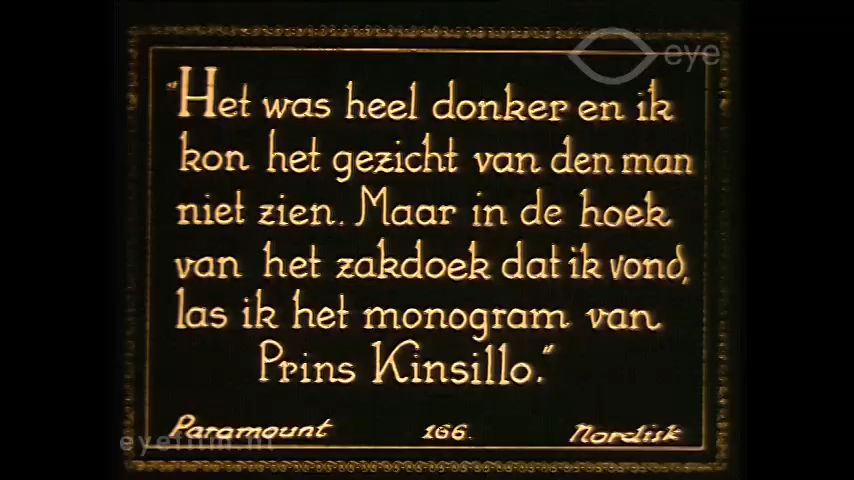 eye
"Het was heel donker en ik
kon het gezicht van den man
niet zien. Maar in de hoek
van het zakdoek dat ik vond,
las ik het monogram van
Prins Kinsillo."
Paramount 166. Nordisk
eyefilm.nl